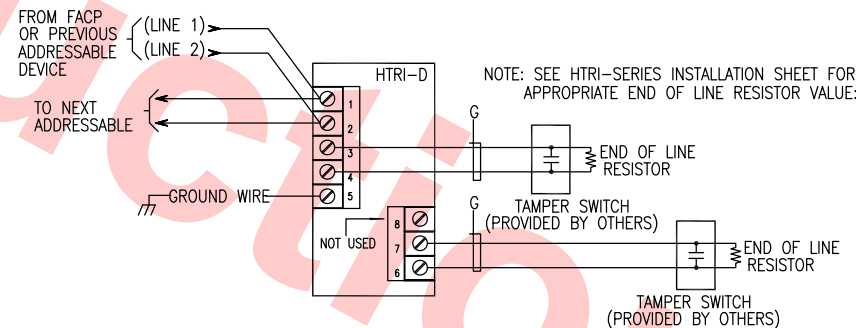 FROM FACP
OR PREVIOUS
ADDRESSABLE
DEVICE
(LINE 1)
(LINE 2)
HTRI-D
NOTE: SEE HTRI-SERIES INSTALLATION SHEET FOR
APPROPRIATE END OF LINE RESISTOR VALUE:
TO NEXT
ADDRESSABLE
1
2
3
4
5
G
END OF LINE
RESISTOR
GROUND WIRE
TAMPER SWITCH
(PROVIDED BY OTHERS)
NOT USED
8
7
6
G
END OF LINE
RESISTOR
TAMPER SWITCH
(PROVIDED BY OTHERS)